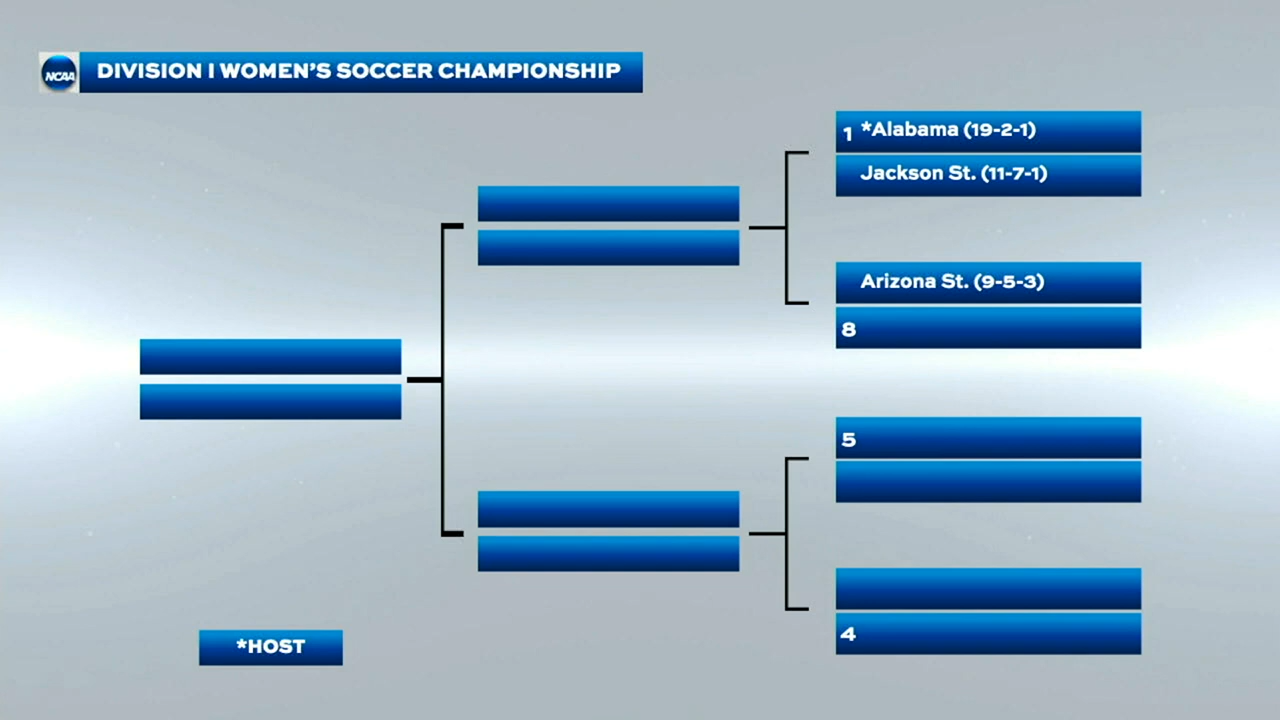 NCAA
DIVISION I WOMEN'S SOCCER CHAMPIONSHIP
1 *Alabama (19-2-1)
Jackson St. (11-7-1)
Arizona St. (9-5-3)
8
5
4
*HOST